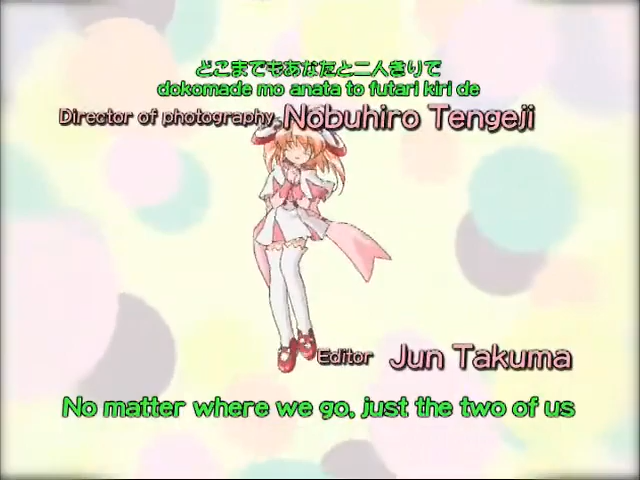 どこまでもあなたと二人きりで
dokomade mo anata to futari kiri de
Director of photography Nobuhiro Tengeji
Editor Jun Takuma
No matter where we go, just the two of us